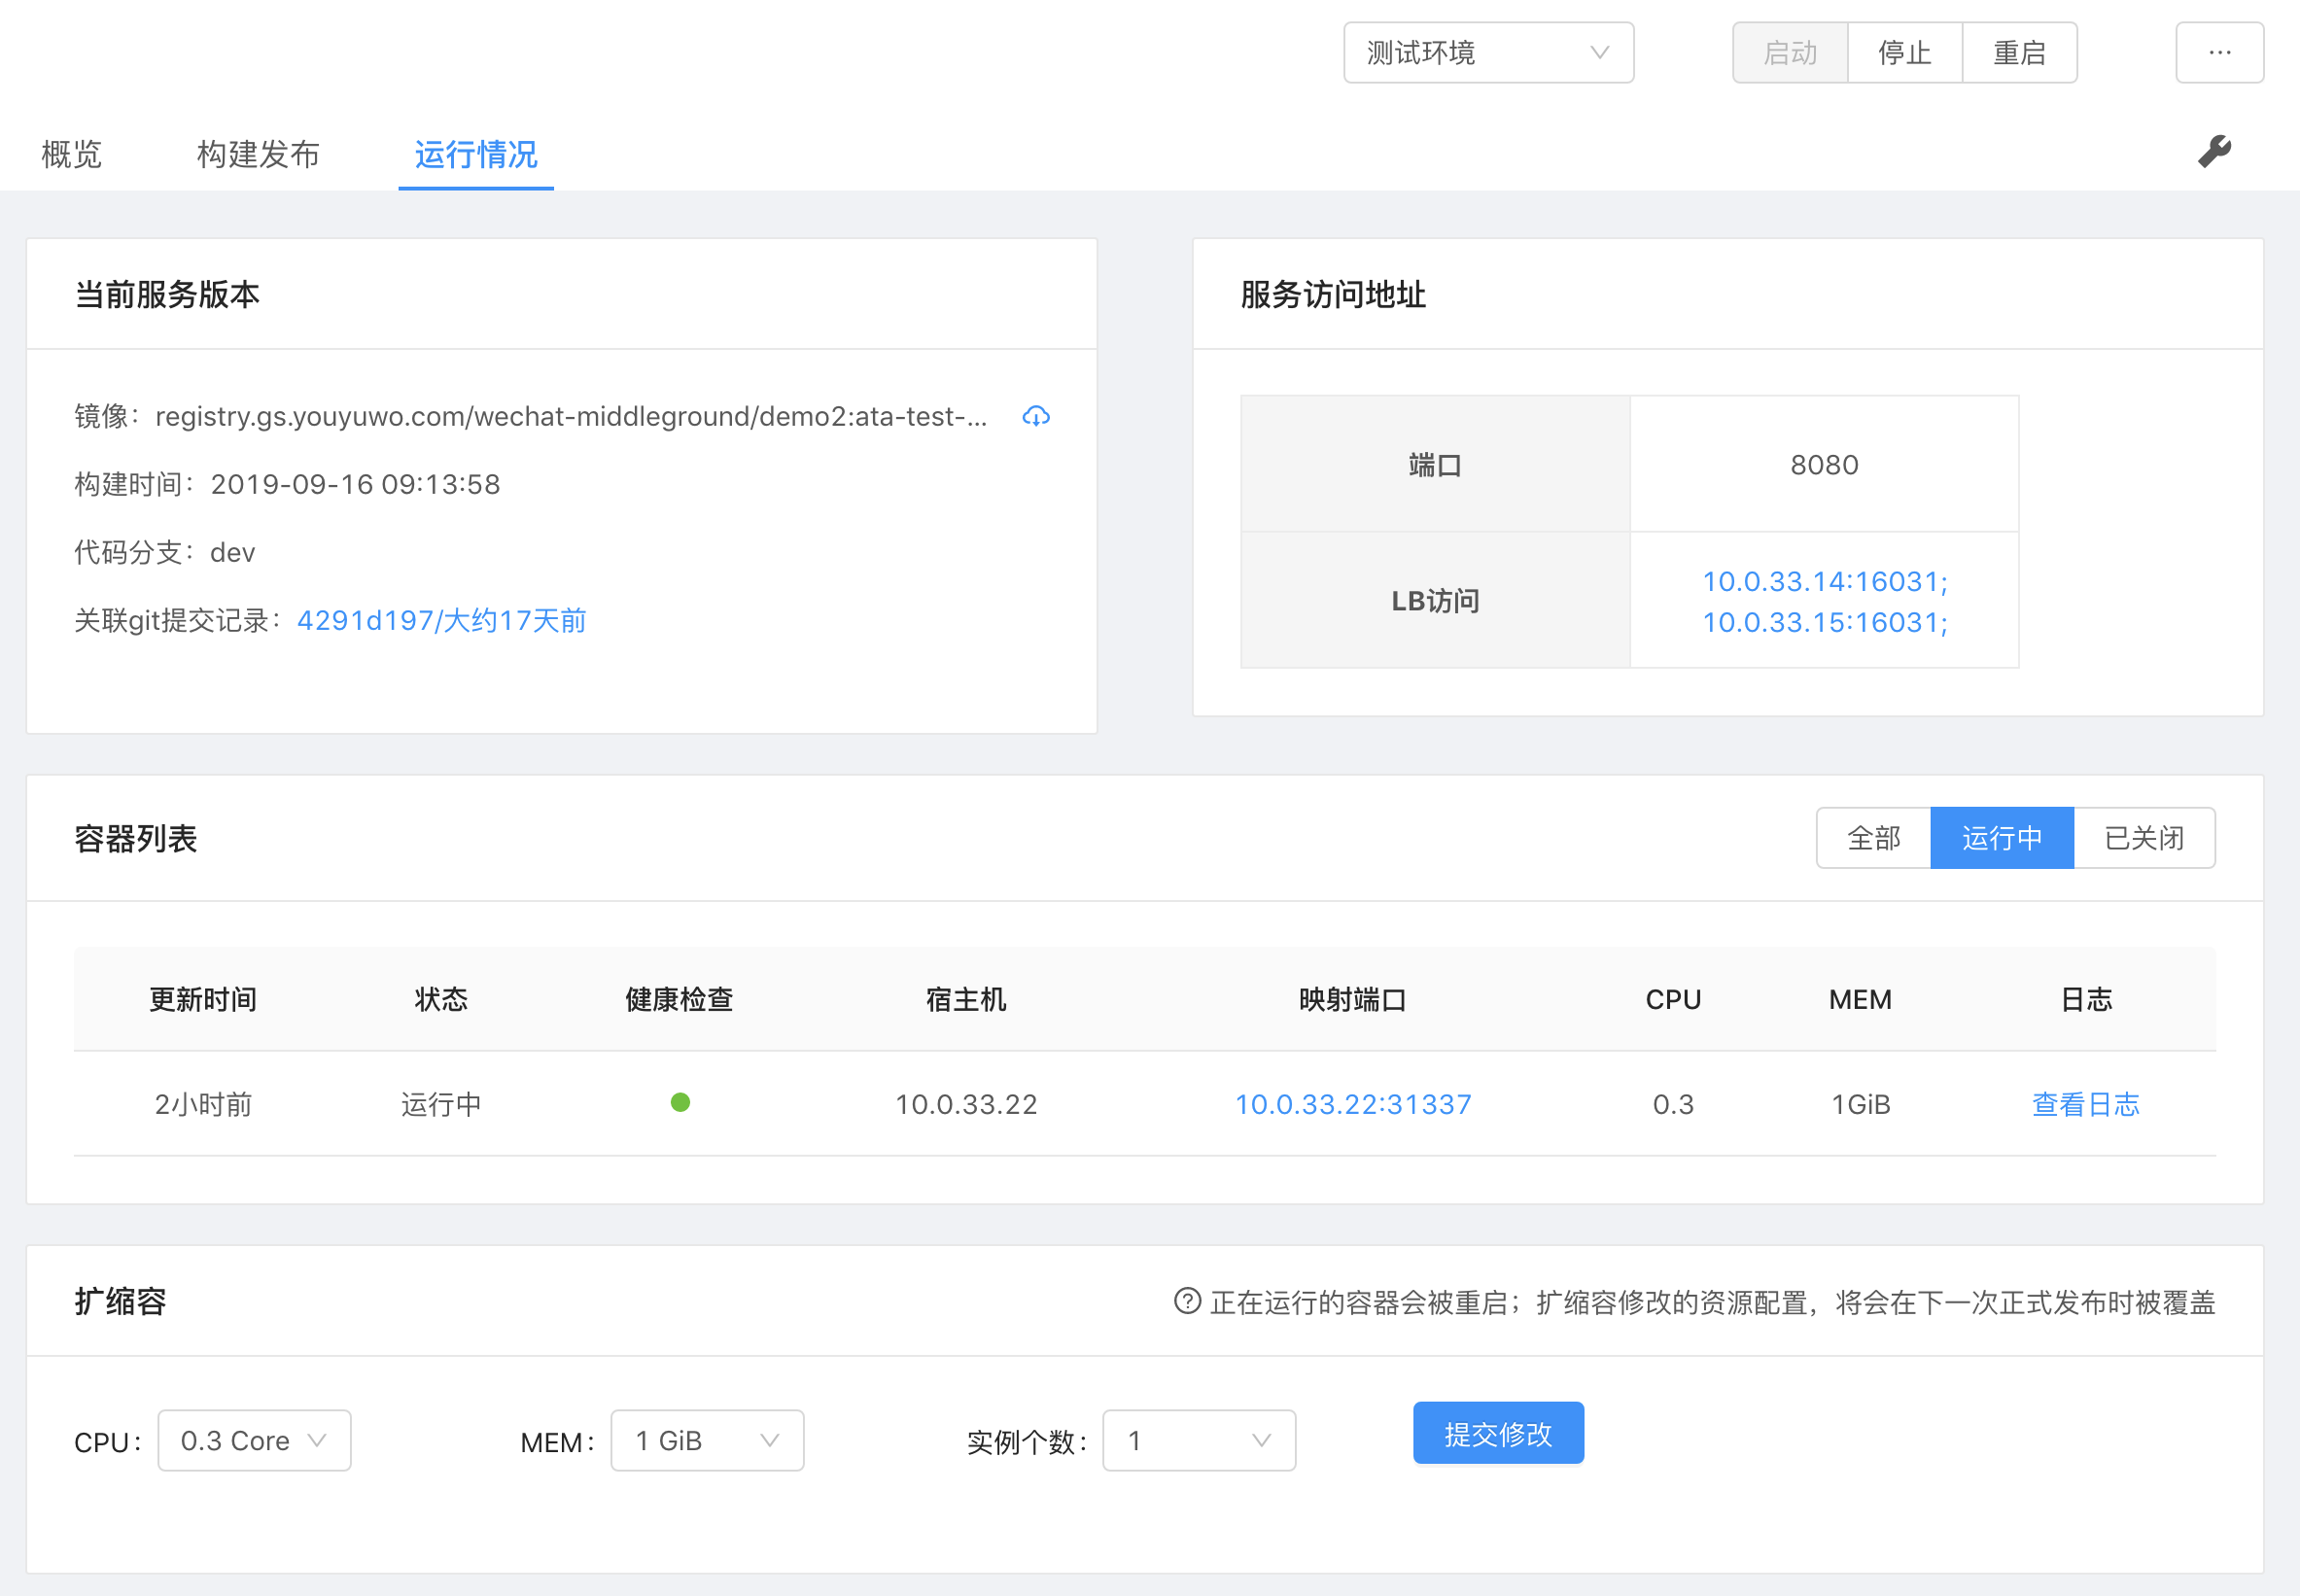 测试环境
启动 停止 重启 ...
概览 构建发布 运行情况
当前服务版本
镜像：registry.gs.youyuwo.com/wechat-middleground/demo2:ata-test-...
构建时间：2019-09-16 09:13:58
代码分支：dev
关联git提交记录：4291d197/大约17天前
服务访问地址
端口 8080
LB访问 10.0.33.14:16031;
10.0.33.15:16031;
容器列表
全部 运行中 已关闭
更新时间 状态 健康检查 宿主机 映射端口 CPU MEM 日志
2小时前 运行中 10.0.33.22 10.0.33.22:31337 0.3 1GiB 查看日志
扩缩容
正在运行的容器会被重启；扩缩容修改的资源配置，将会在下一次正式发布时被覆盖
CPU: 0.3 Core MEM: 1 GiB 实例个数: 1 提交修改